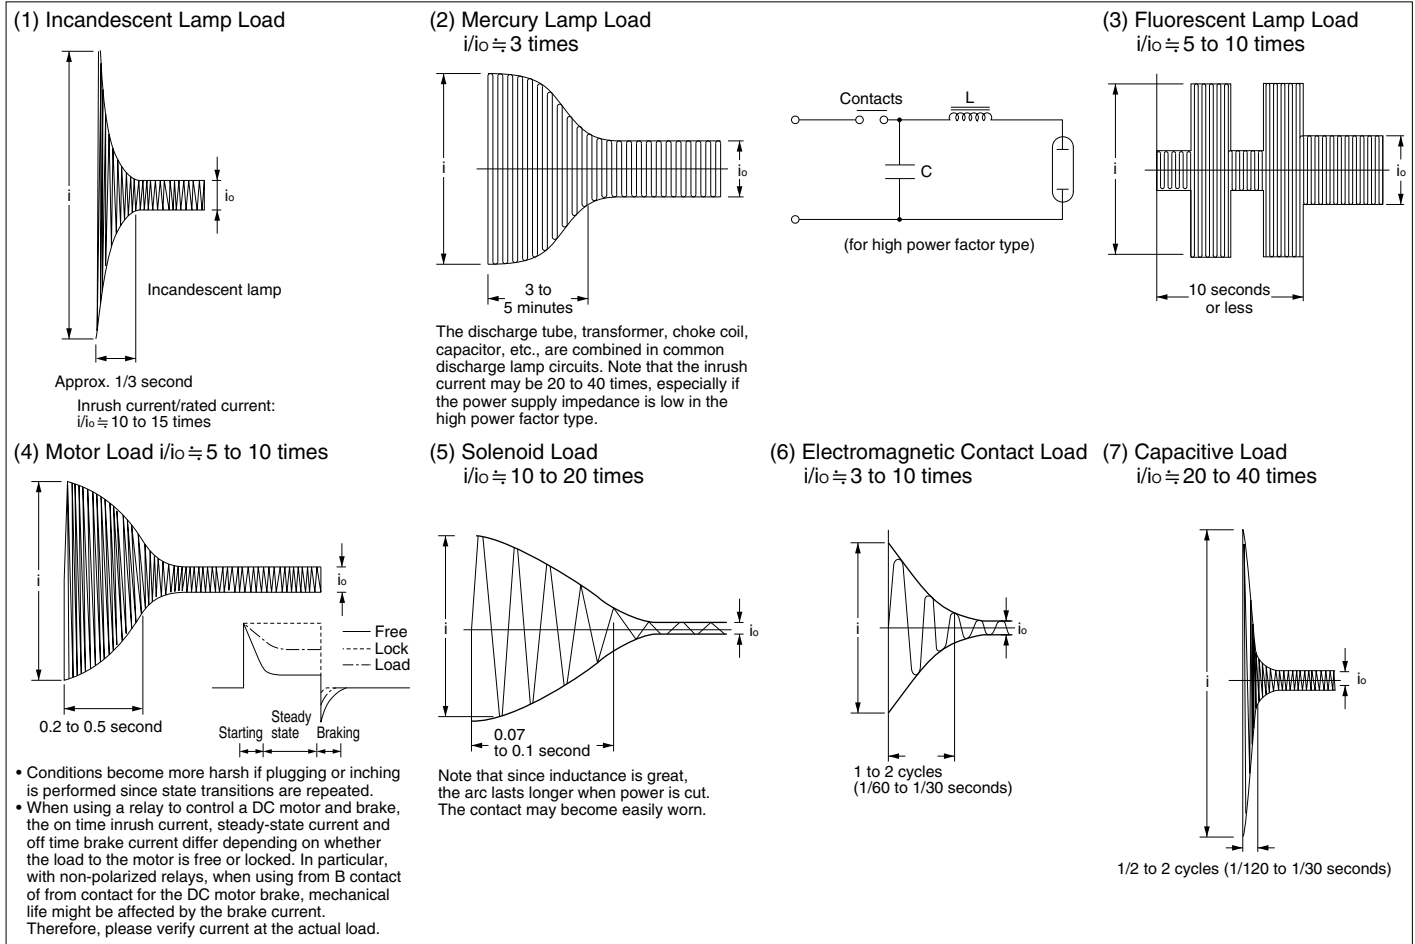 (1) Incandescent Lamp Load
i
io
Incandescent lamp
Approx. 1/3 second
Inrush current/rated current:
i/io≒10 to 15 times
(2) Mercury Lamp Load
i/io≒3 times
i
io
3 to
5 minutes
The discharge tube, transformer, choke coil,
capacitor, etc., are combined in common
discharge lamp circuits. Note that the inrush
current may be 20 to 40 times, especially if
the power supply impedance is low in the
high power factor type.
Contacts
L
C
(for high power factor type)
(3) Fluorescent Lamp Load
i/io≒5 to 10 times
i
io
10 seconds
or less
(4) Motor Load i/io≒5 to 10 times
i
io
Free
Lock
Load
0.2 to 0.5 second
Starting
Steady
state
Braking
• Conditions become more harsh if plugging or inching
is performed since state transitions are repeated.
• When using a relay to control a DC motor and brake,
the on time inrush current, steady-state current and
off time brake current differ depending on whether
the load to the motor is free or locked. In particular,
with non-polarized relays, when using from B contact
of from contact for the DC motor brake, mechanical
life might be affected by the brake current.
Therefore, please verify current at the actual load.
(5) Solenoid Load
i/io≒10 to 20 times
i
io
0.07
to 0.1 second
Note that since inductance is great,
the arc lasts longer when power is cut.
The contact may become easily worn.
(6) Electromagnetic Contact Load
i/io≒3 to 10 times
i
io
1 to 2 cycles
(1/60 to 1/30 seconds)
(7) Capacitive Load
i/io≒20 to 40 times
i
io
1/2 to 2 cycles (1/120 to 1/30 seconds)